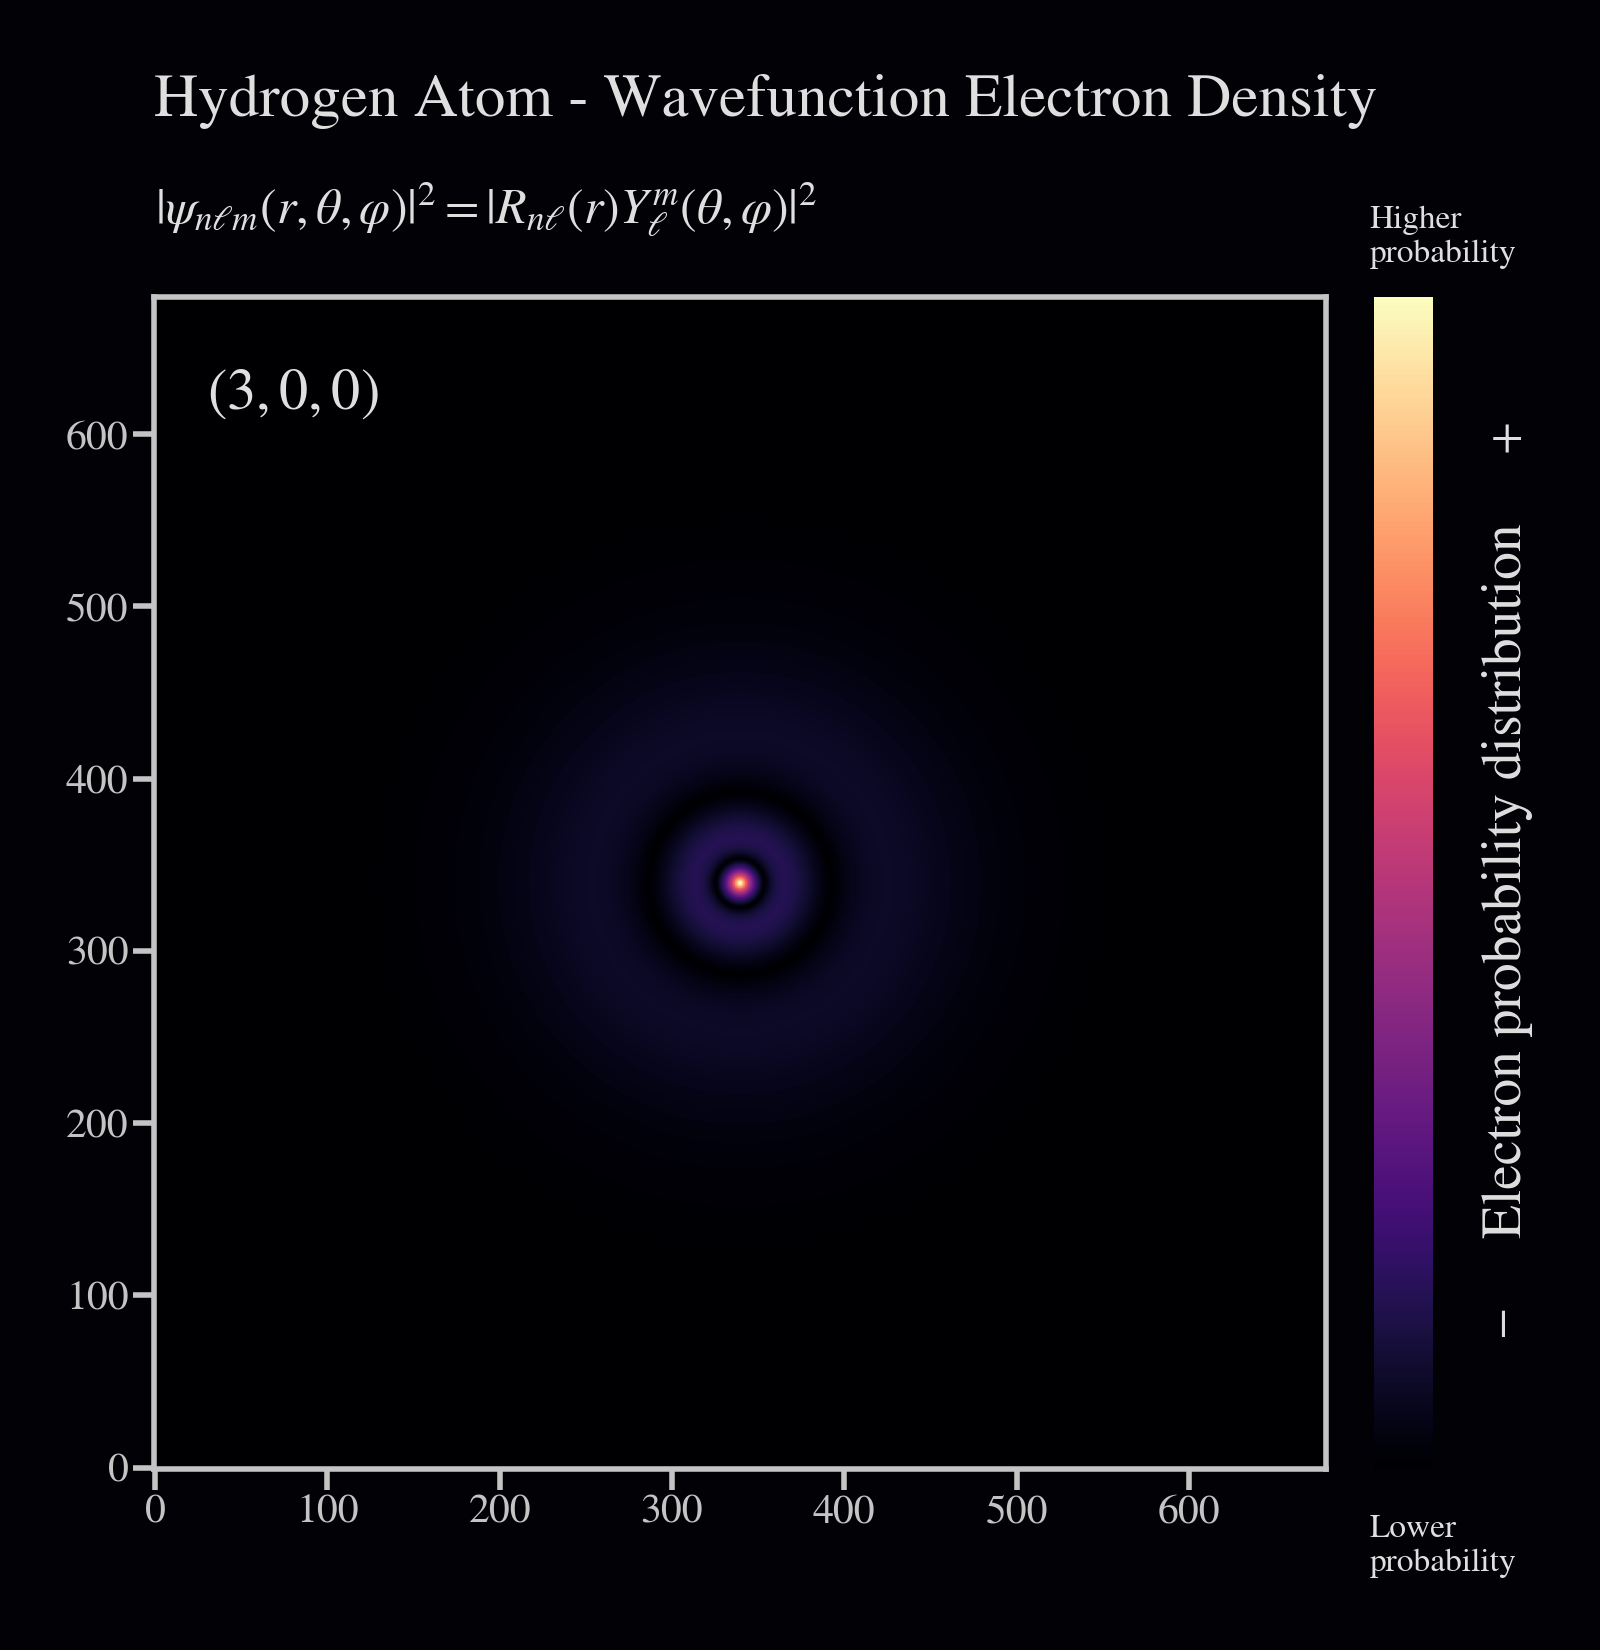 Hydrogen Atom - Wavefunction Electron Density
|ψnℓm(r, θ, φ)|² = |Rnℓ(r)Yℓᵐ(θ, φ)|²
Higher
probability
(3, 0, 0)
600
500
400
300
200
100
0
0 100 200 300 400 500 600
− Electron probability distribution +
Lower
probability